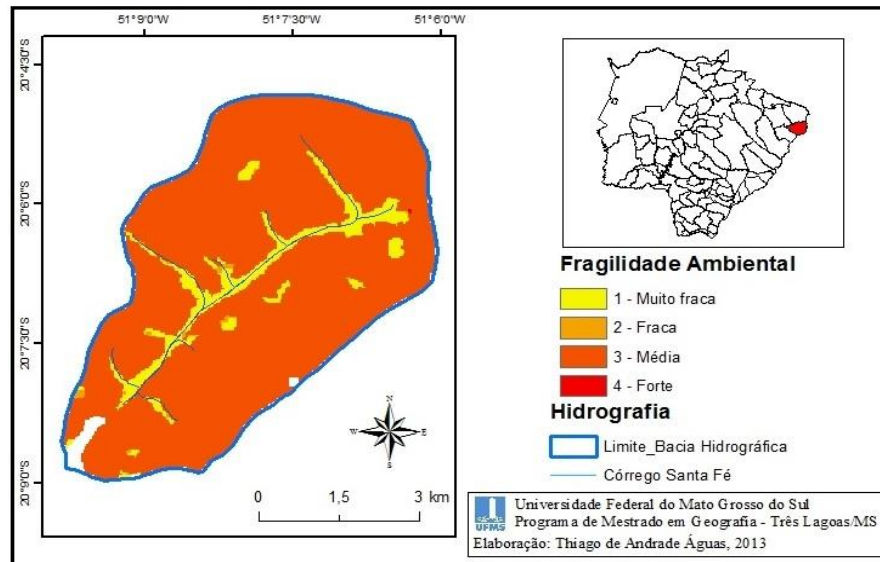 51°9'0"W
51°7'30"W
51°6'0"W
20°4'30"S
20°6'0"S
20°7'30"S
20°9'0"S
N
W
E
S
0
1,5
3 km
Fragilidade Ambiental
1 - Muito fraca
2 - Fraca
3 - Média
4 - Forte
Hidrografia
Limite_Bacia Hidrográfica
Córrego Santa Fé
UFMS
Universidade Federal do Mato Grosso do Sul
Programa de Mestrado em Geografia - Três Lagoas/MS
Elaboração: Thiago de Andrade Águas, 2013